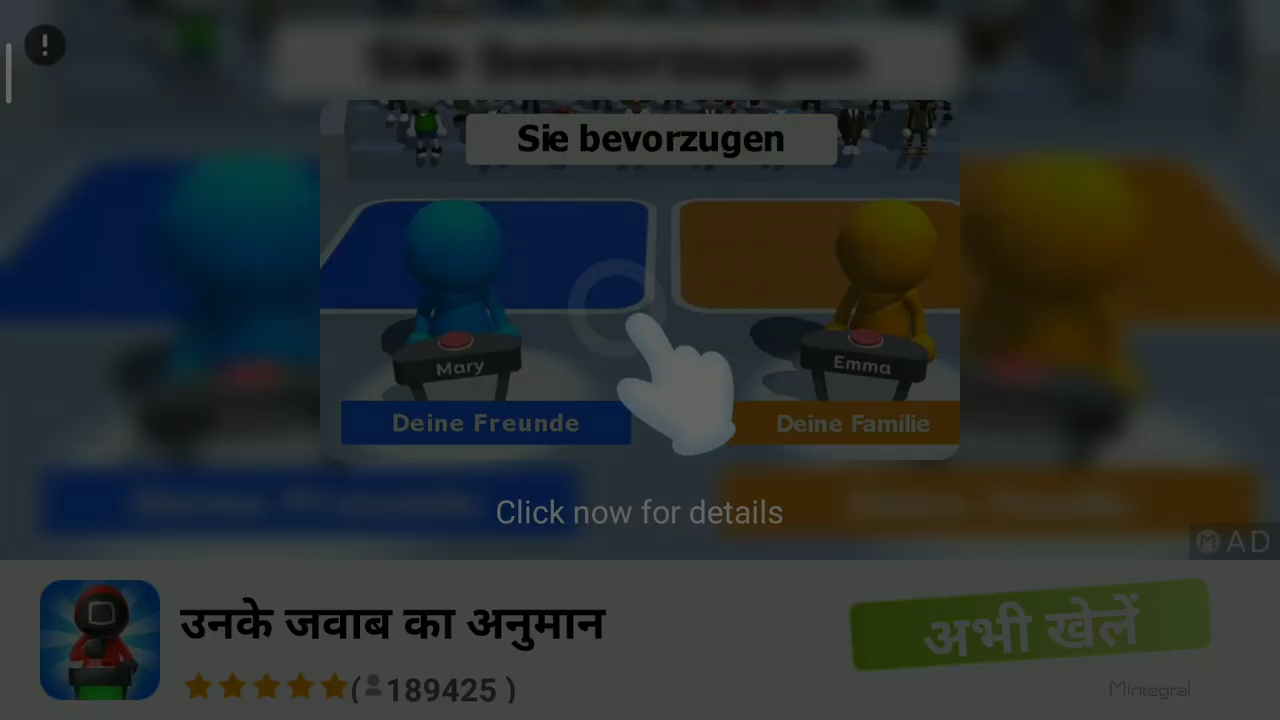 Sie bevorzugen
Mary
Emma
Deine Freunde
Deine Familie
Click now for details
AD
उनके जवाब का अनुमान
(189425 )
अभी खेलें
Mintegral